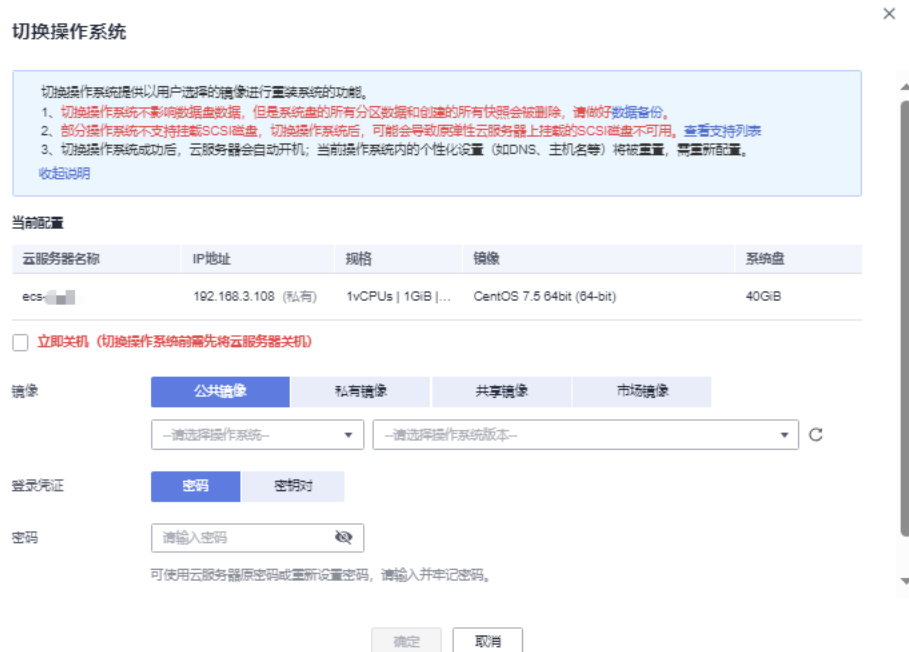 切换操作系统
切换操作系统提供以用户选择的镜像进行重装系统的功能。
1、切换操作系统不影响数据盘数据，但是系统盘的所有分区数据和创建的所有快照会被删除，请做好数据备份。
2、部分操作系统不支持挂载SCSI磁盘，切换操作系统后，可能会导致原弹性云服务器上挂载的SCSI磁盘不可用。查看支持列表
3、切换操作系统成功后，云服务器会自动开机；当前操作系统内的个性化设置（如DNS、主机名等）将被重置，需重新配置。
收起说明
当前配置
云服务器名称 IP地址 规格 镜像 系统盘
ecs- 192.168.3.108（私有） 1vCPUs | 1GiB |... CentOS 7.5 64bit (64-bit) 40GiB
立即关机（切换操作系统前需先将云服务器关机）
镜像 公共镜像 私有镜像 共享镜像 市场镜像
--请选择操作系统-- --请选择操作系统版本--
登录凭证 密码 密钥对
密码 请输入密码
可使用云服务器原密码或重新设置密码，请输入并牢记密码。
确定 取消